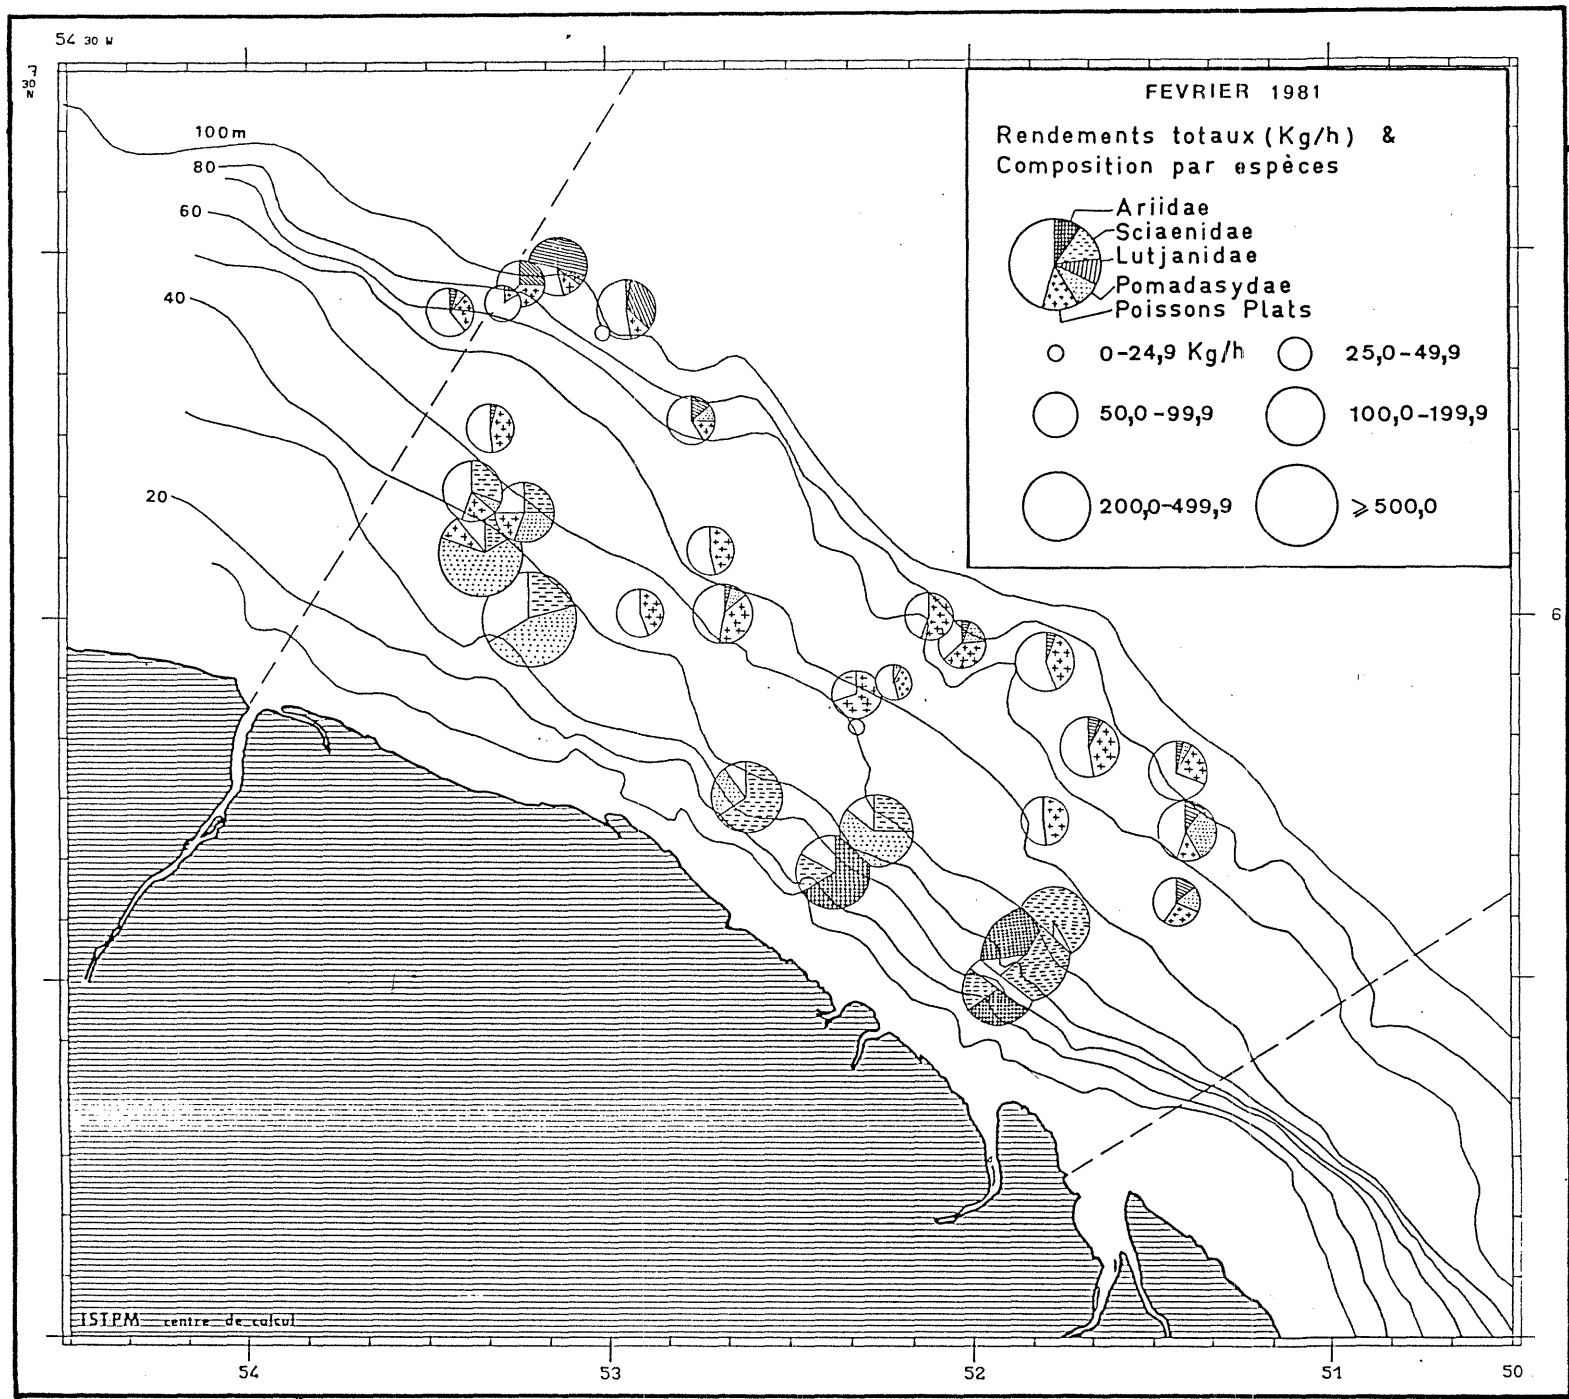 54 30 W
7
30
N
FEVRIER 1981
Rendements totaux (Kg/h) &
Composition par espèces
Ariidae
Sciaenidae
Lutjanidae
Pomadasydae
Poissons Plats
0-24,9 Kg/h
25,0-49,9
50,0-99,9
100,0-199,9
200,0-499,9
⩾500,0
100m
80
60
40
20
6
ISTPM centre de calcul
54
53
52
51
50